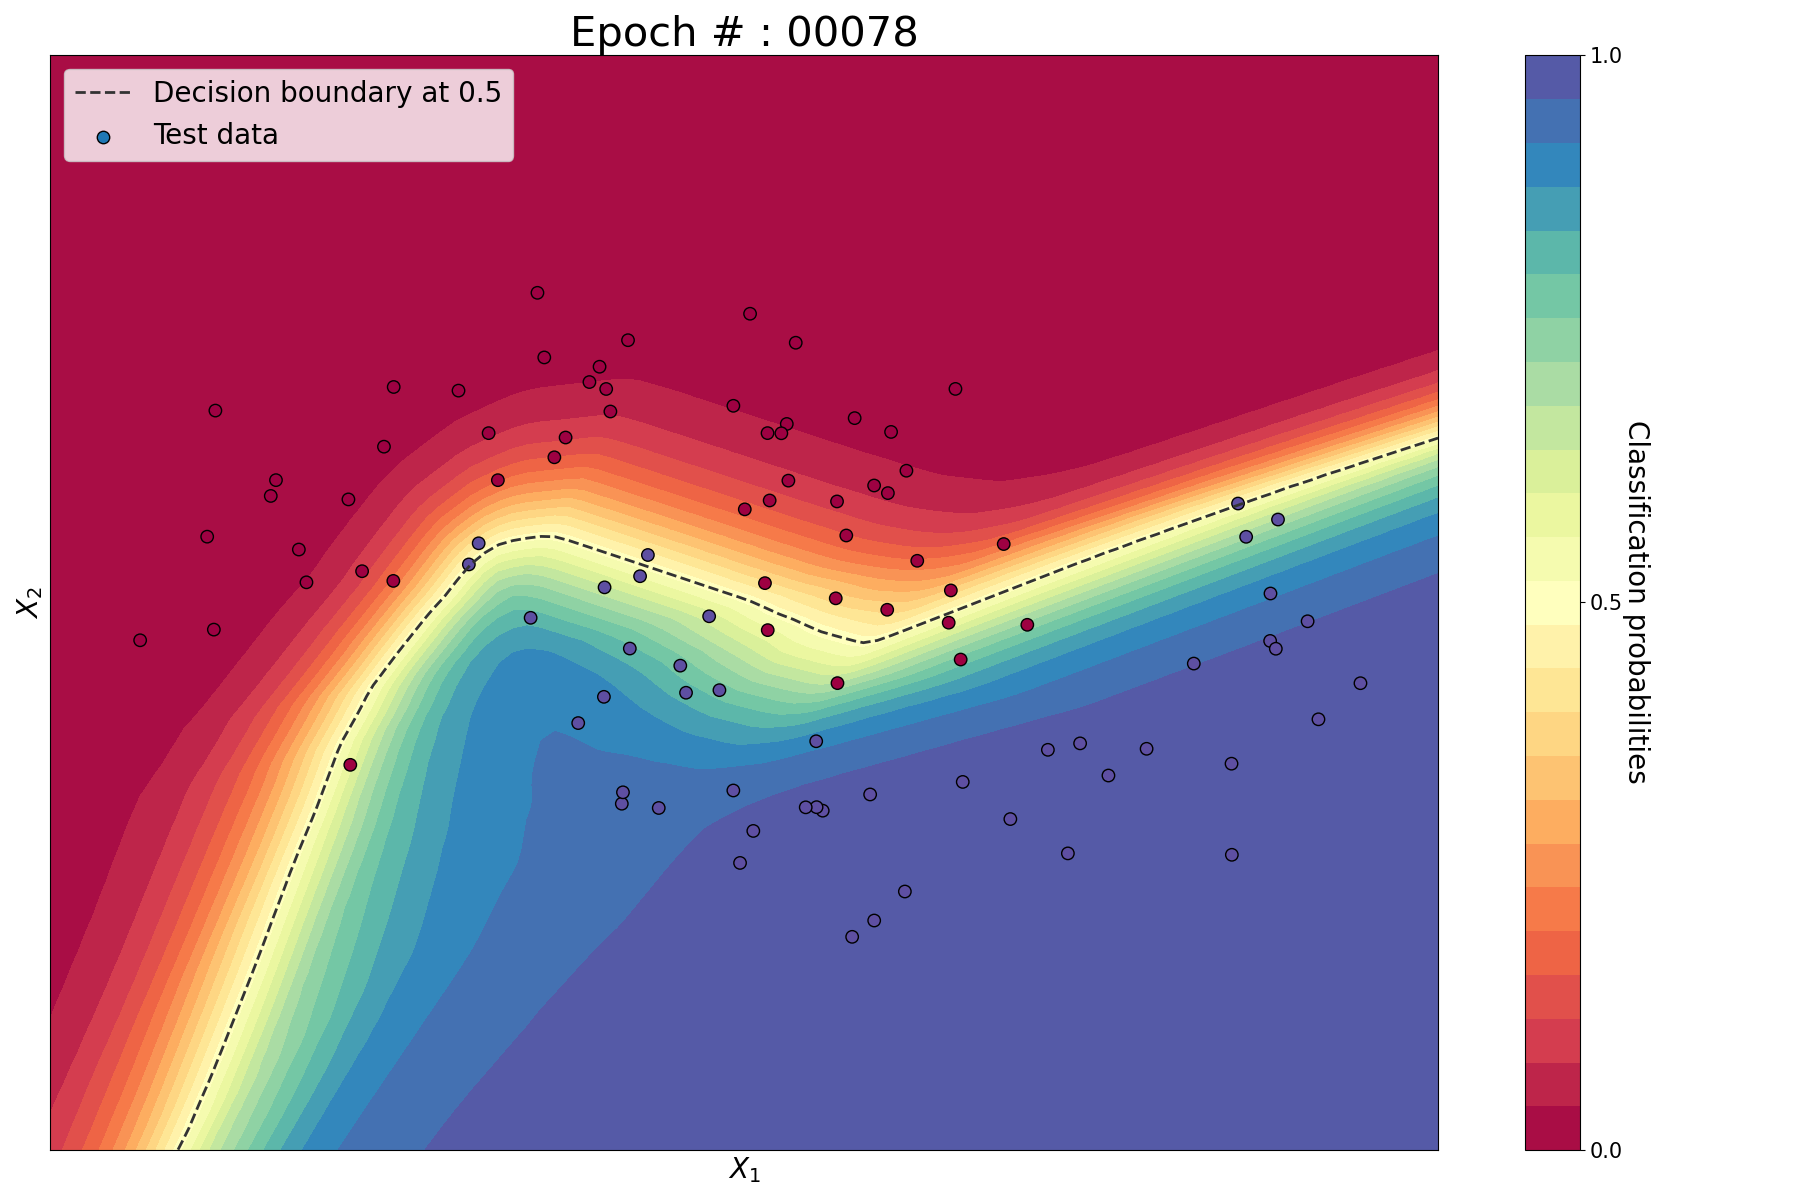 Epoch # : 00078
Decision boundary at 0.5
Test data
1.0
0.5
0.0
Classification probabilities
X₂
X₁